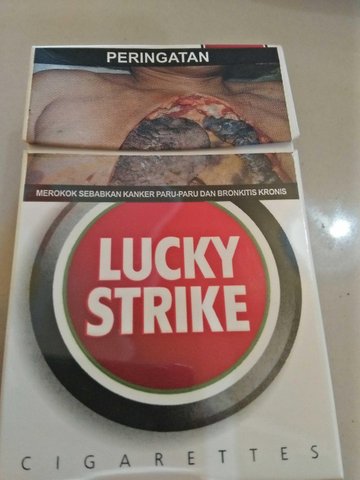 PERINGATAN
MEROKOK SEBABKAN KANKER PARU-PARU DAN BRONKITIS KRONIS
LUCKY
STRIKE
CIGARETTES